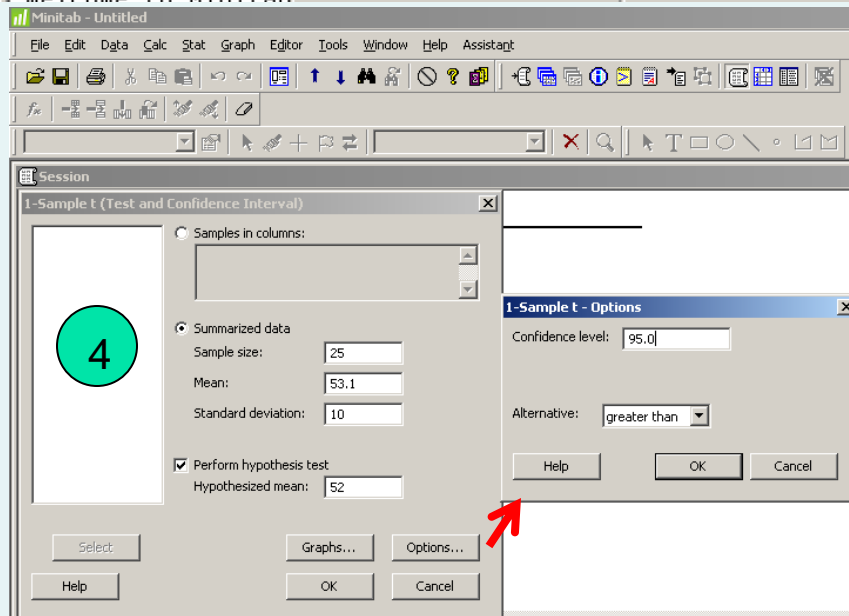 Minitab - Untitled
File Edit Data Calc Stat Graph Editor Tools Window Help Assistant
Session
1-Sample t (Test and Confidence Interval)
Samples in columns:
4
Summarized data
Sample size: 25
Mean: 53.1
Standard deviation: 10
Perform hypothesis test
Hypothesized mean: 52
Select Graphs... Options...
Help OK Cancel
1-Sample t - Options
Confidence level: 95.0
Alternative: greater than
Help OK Cancel